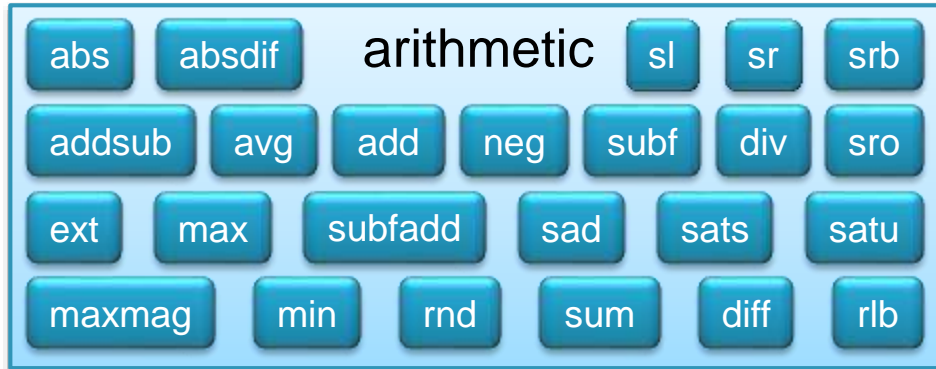 abs absdif arithmetic sl sr srb
addsub avg add neg subf div sro
ext max subfadd sad sats satu
maxmag min rnd sum diff rlb